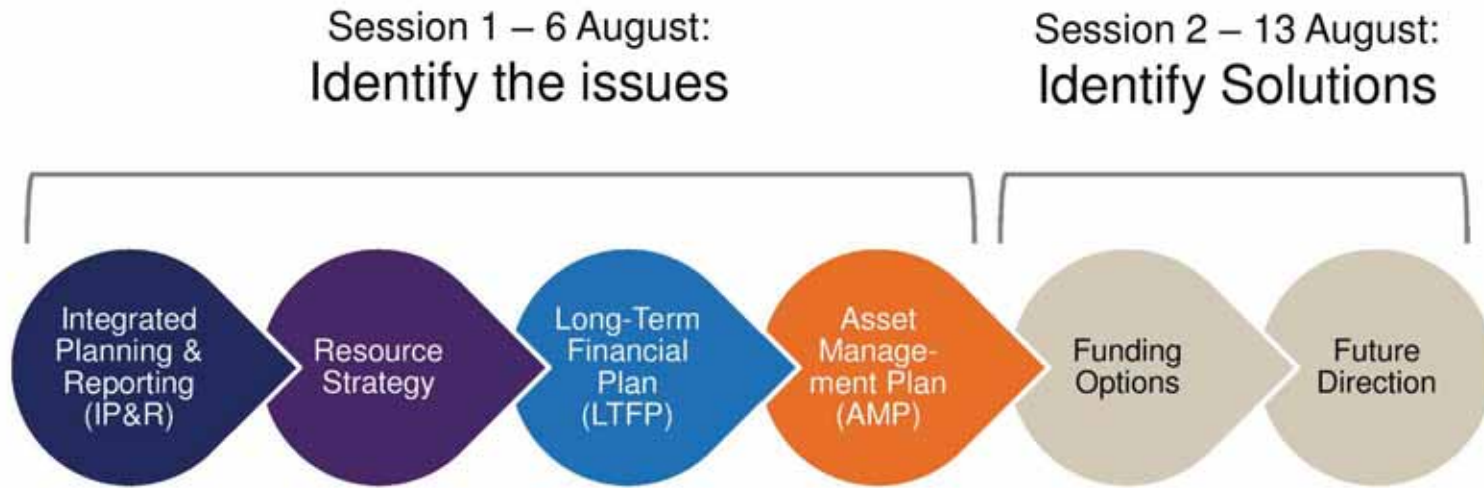 Session 1 – 6 August:
Identify the issues
Session 2 – 13 August:
Identify Solutions
Integrated
Planning &
Reporting
(IP&R)
Resource
Strategy
Long-Term
Financial
Plan
(LTFP)
Asset
Manage-
ment Plan
(AMP)
Funding
Options
Future
Direction